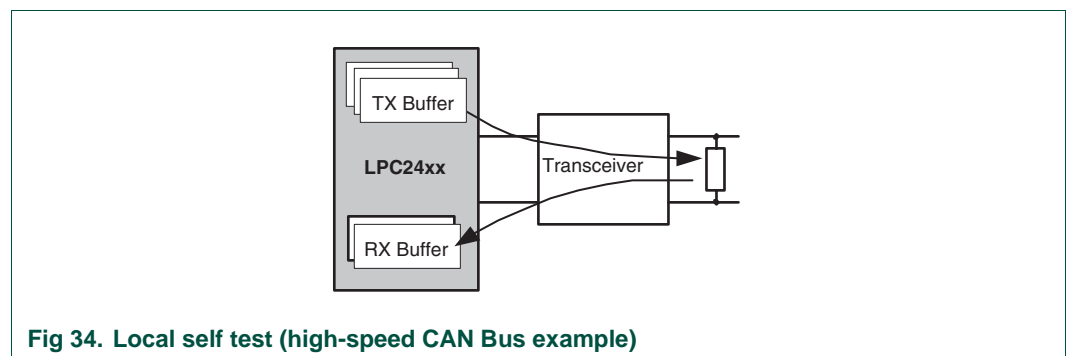 TX Buffer
LPC24xx
Transceiver
RX Buffer
Fig 34. Local self test (high-speed CAN Bus example)